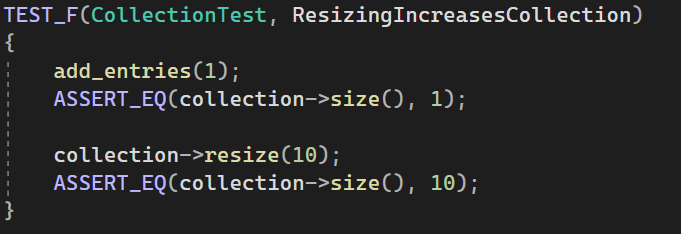 TEST_F(CollectionTest, ResizingIncreasesCollection)
{
    add_entries(1);
    ASSERT_EQ(collection->size(), 1);

    collection->resize(10);
    ASSERT_EQ(collection->size(), 10);
}